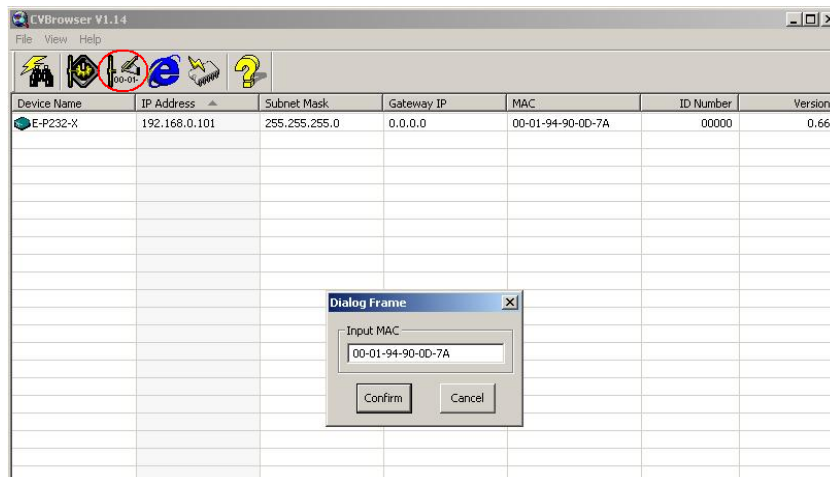 CVBrowser V1.14
File View Help
00-01-
Device Name IP Address Subnet Mask Gateway IP MAC ID Number Version
E-P232-X 192.168.0.101 255.255.255.0 0.0.0.0 00-01-94-90-0D-7A 00000 0.66
Dialog Frame
Input MAC
00-01-94-90-0D-7A
Confirm Cancel